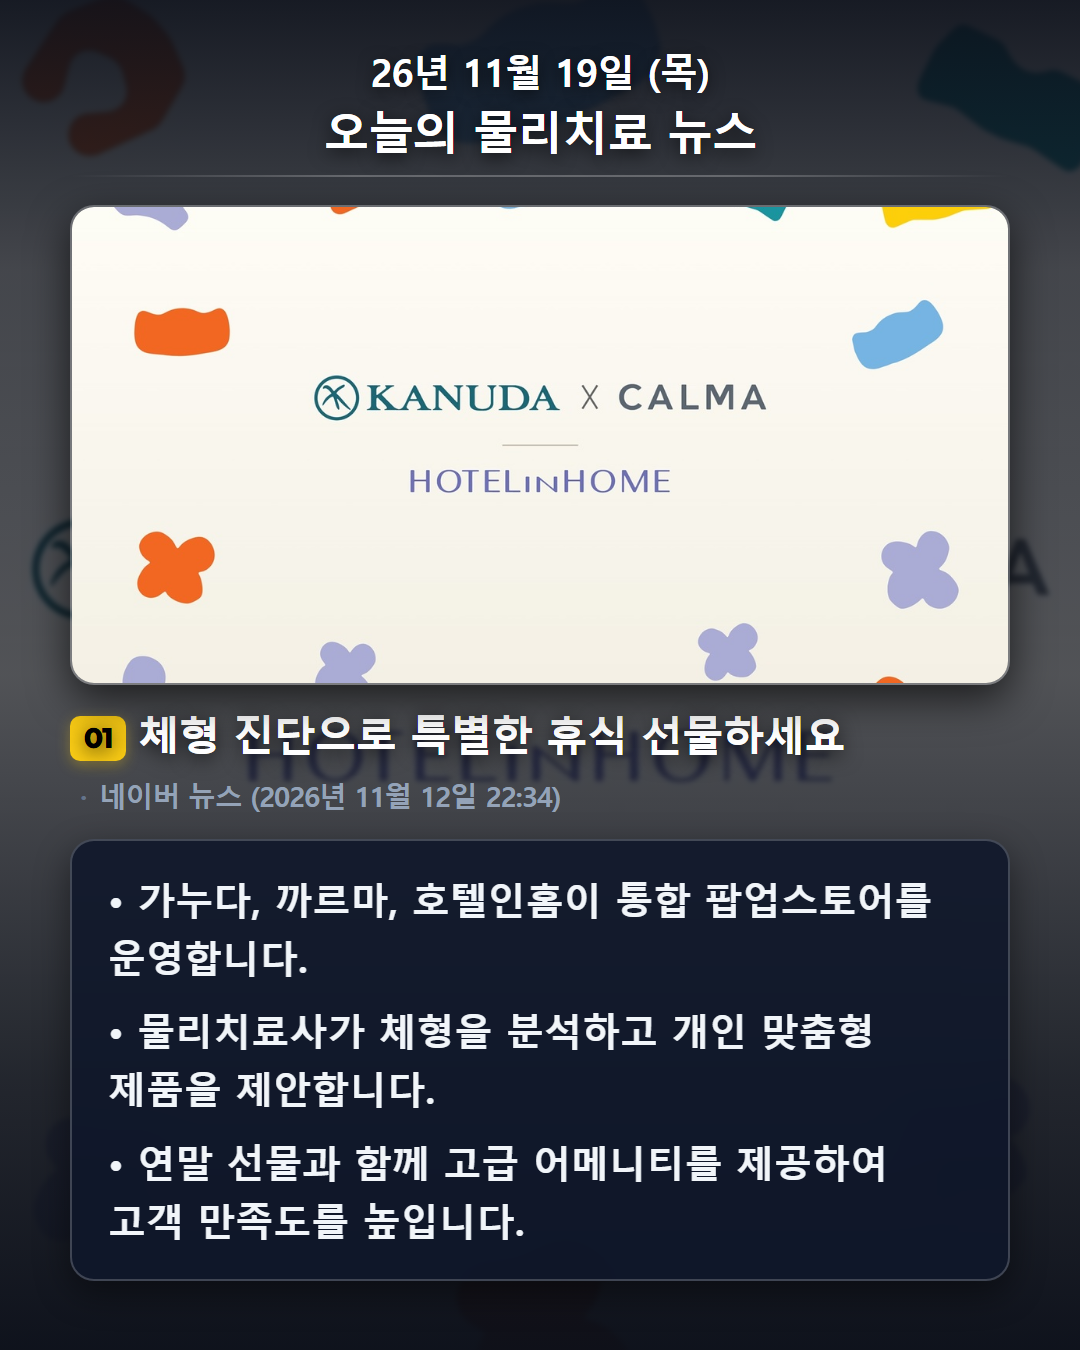 26년 11월 19일 (목)
오늘의 물리치료 뉴스
KANUDA X CALMA
HOTELINHOME
01 체형 진단으로 특별한 휴식 선물하세요
· 네이버 뉴스 (2026년 11월 12일 22:34)
• 가누다, 까르마, 호텔인홈이 통합 팝업스토어를
운영합니다.
• 물리치료사가 체형을 분석하고 개인 맞춤형
제품을 제안합니다.
• 연말 선물과 함께 고급 어메니티를 제공하여
고객 만족도를 높입니다.